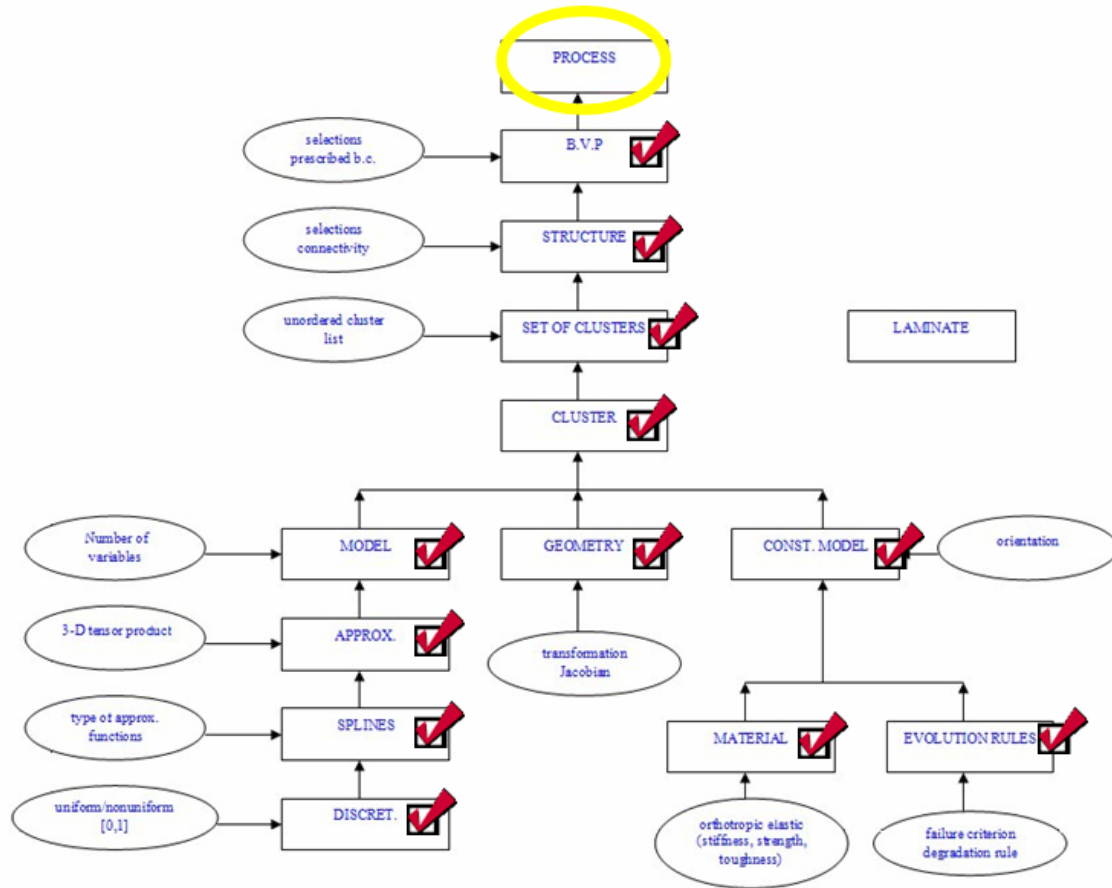 PROCESS
selections
prescribed b.c.
B.V.P
selections
connectivity
STRUCTURE
unordered cluster
list
SET OF CLUSTERS
LAMINATE
CLUSTER
Number of
variables
MODEL
GEOMETRY
CONST. MODEL
orientation
3-D tensor product
APPROX.
transformation
Jacobian
type of approx.
functions
SPLINES
MATERIAL
EVOLUTION RULES
uniform/nonuniform
[0,1]
DISCRET.
orthotropic elastic
(stiffness, strength,
toughness)
failure criterion
degradation rule